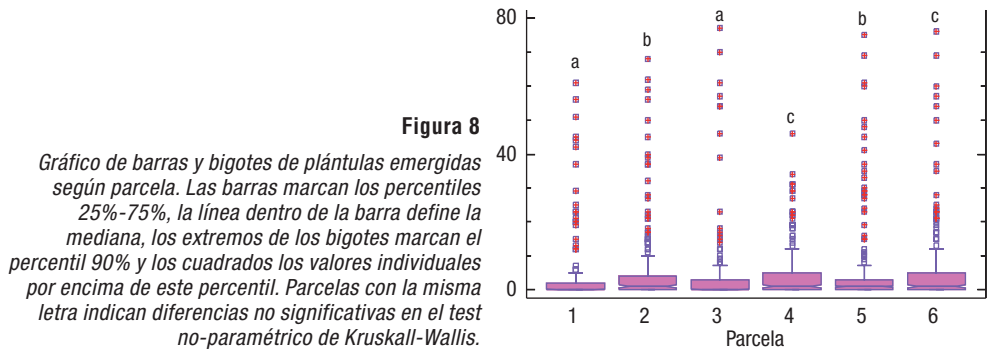 Figura 8
Gráfico de barras y bigotes de plántulas emergidas
según parcela. Las barras marcan los percentiles
25%-75%, la línea dentro de la barra define la
mediana, los extremos de los bigotes marcan el
percentil 90% y los cuadrados los valores individuales
por encima de este percentil. Parcelas con la misma
letra indican diferencias no significativas en el test
no-paramétrico de Kruskall-Wallis.
80
40
0
a
b
a
c
b
c
1 2 3 4 5 6
Parcela